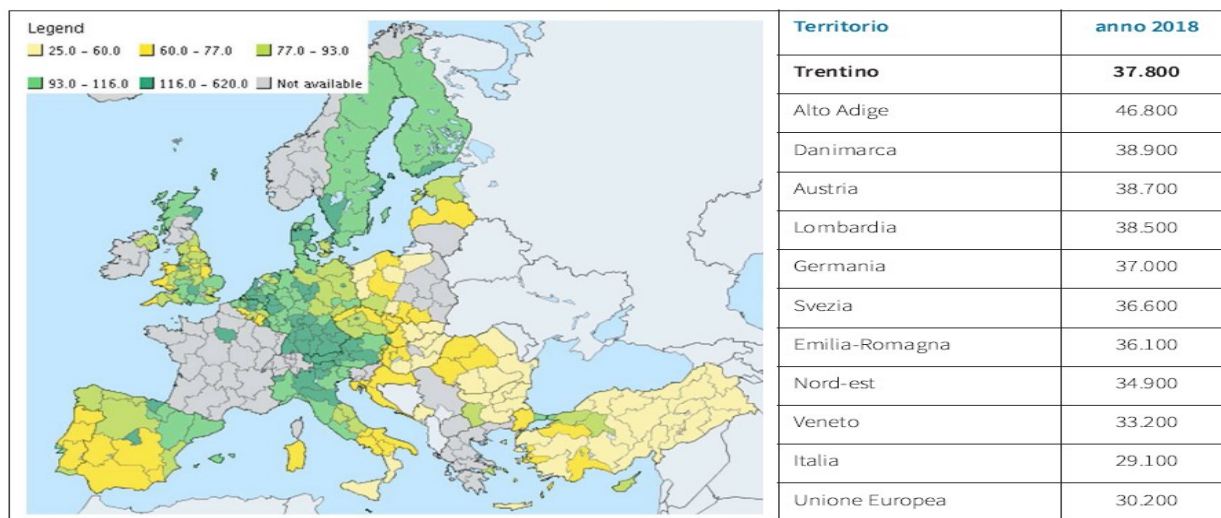 Legend
25.0 - 60.0 60.0 - 77.0 77.0 - 93.0
93.0 - 116.0 116.0 - 620.0 Not available
Territorio anno 2018
Trentino 37.800
Alto Adige 46.800
Danimarca 38.900
Austria 38.700
Lombardia 38.500
Germania 37.000
Svezia 36.600
Emilia-Romagna 36.100
Nord-est 34.900
Veneto 33.200
Italia 29.100
Unione Europea 30.200